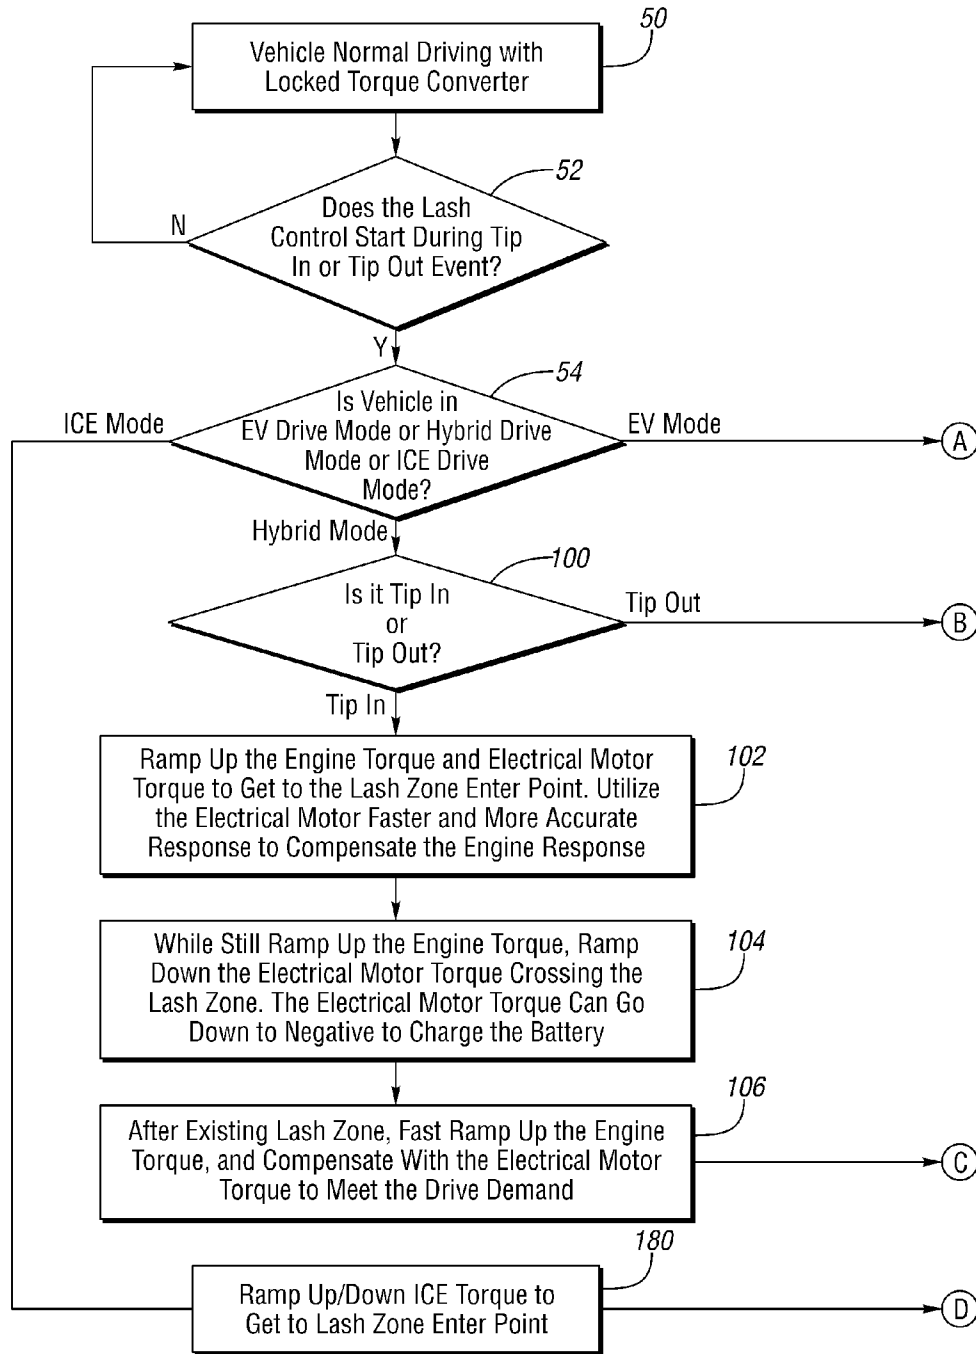 50
Vehicle Normal Driving with
Locked Torque Converter
52
Does the Lash
Control Start During Tip
In or Tip Out Event?
N
Y
54
Is Vehicle in
EV Drive Mode or Hybrid Drive
Mode or ICE Drive
Mode?
ICE Mode
EV Mode
A
Hybrid Mode
100
Is it Tip In
or
Tip Out?
Tip Out
B
Tip In
102
Ramp Up the Engine Torque and Electrical Motor
Torque to Get to the Lash Zone Enter Point. Utilize
the Electrical Motor Faster and More Accurate
Response to Compensate the Engine Response
104
While Still Ramp Up the Engine Torque, Ramp
Down the Electrical Motor Torque Crossing the
Lash Zone. The Electrical Motor Torque Can Go
Down to Negative to Charge the Battery
106
After Existing Lash Zone, Fast Ramp Up the Engine
Torque, and Compensate With the Electrical Motor
Torque to Meet the Drive Demand
C
180
Ramp Up/Down ICE Torque to
Get to Lash Zone Enter Point
D